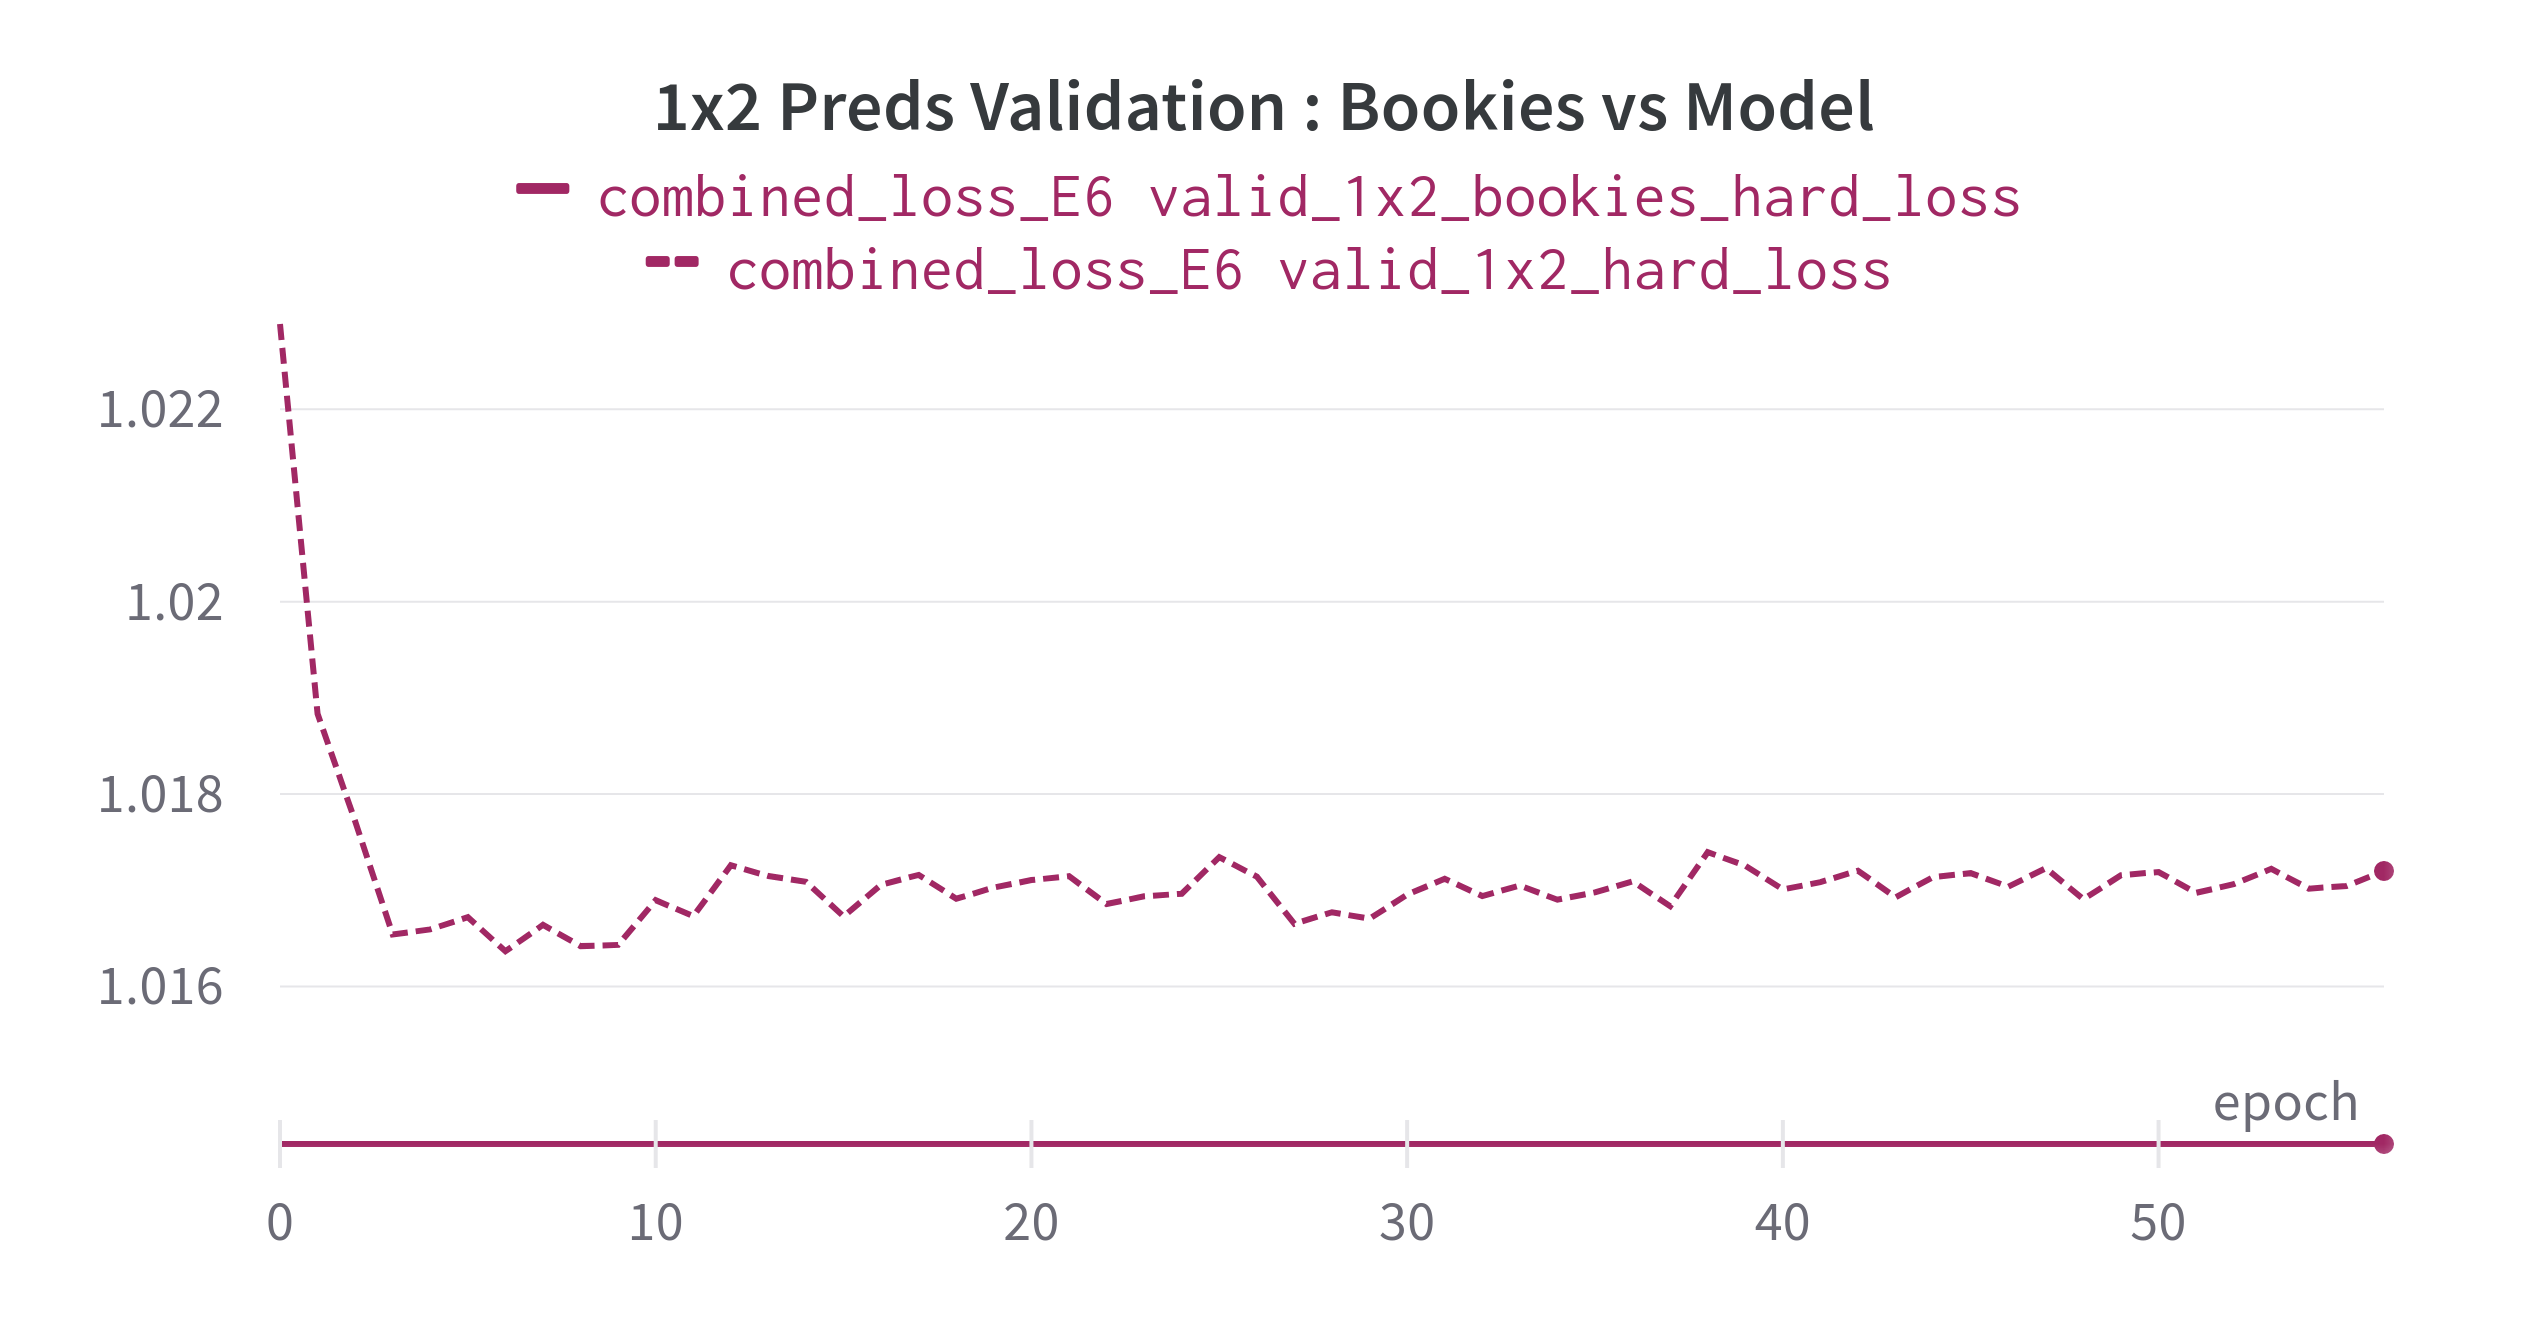 1x2 Preds Validation : Bookies vs Model
combined_loss_E6 valid_1x2_bookies_hard_loss
combined_loss_E6 valid_1x2_hard_loss
1.022
1.02
1.018
1.016
epoch
0 10 20 30 40 50